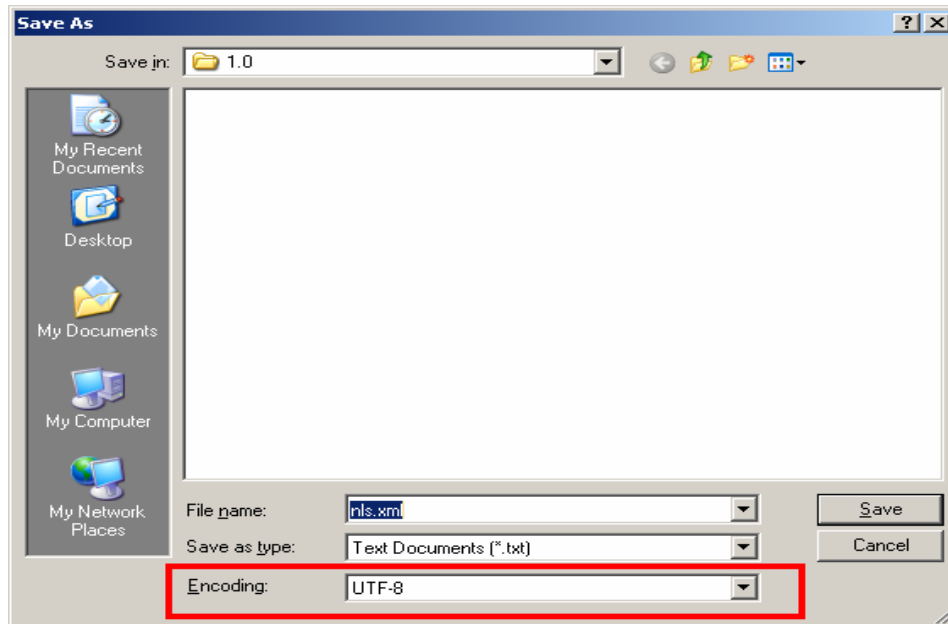 Save As
Save in:
1.0
My Recent
Documents
Desktop
My Documents
My Computer
My Network
Places
File name:
nls.xml
Save
Save as type:
Text Documents (*.txt)
Cancel
Encoding:
UTF-8